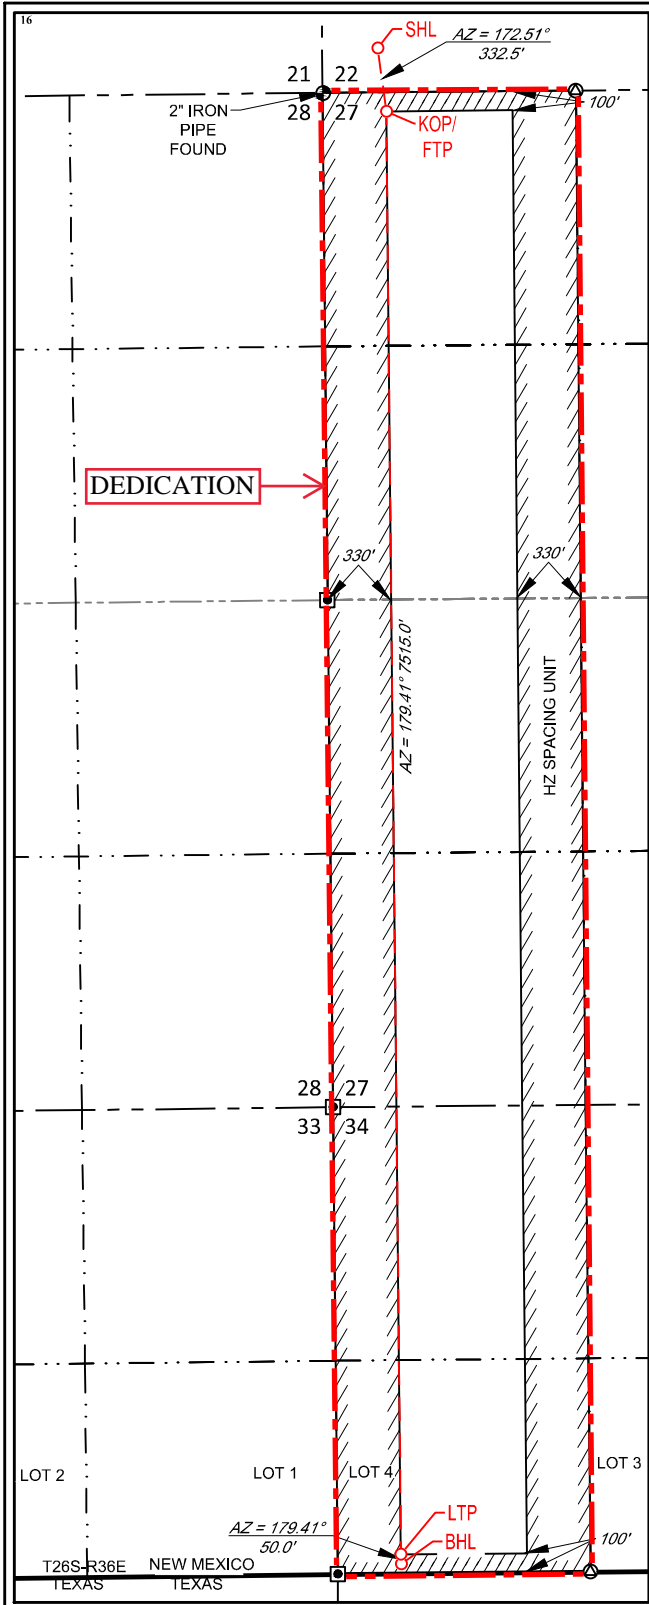 16
SHL
AZ = 172.51°
332.5'
21 22
28 27
2" IRON
PIPE
FOUND
100'
KOP/
FTP
DEDICATION
330'
330'
AZ = 179.41° 7515.0'
HZ SPACING UNIT
28 27
33 34
LOT 2
LOT 1
LOT 4
LOT 3
LTP
AZ = 179.41°
50.0'
BHL
100'
T26S-R36E NEW MEXICO
TEXAS TEXAS